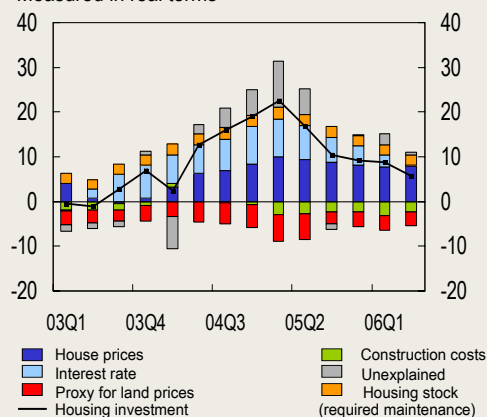 Measured in real terms
40 40
30 30
20 20
10 10
0 0
-10 -10
-20 -20
03Q1 03Q4 04Q3 05Q2 06Q1
House prices Construction costs
Interest rate Unexplained
Proxy for land prices Housing stock
Housing investment (required maintenance)